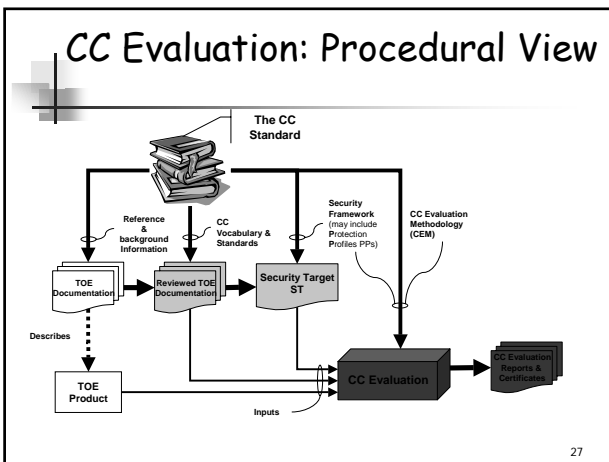 CC Evaluation: Procedural View
The CC
Standard
Reference
&
background
Information
CC
Vocabulary &
Standards
Security
Framework
(may include
Protection
Profiles PPs)
CC Evaluation
Methodology
(CEM)
TOE
Documentation
Reviewed TOE
Documentation
Security Target
ST
Describes
TOE
Product
Inputs
CC Evaluation
CC Evaluation
Reports &
Certificates
27